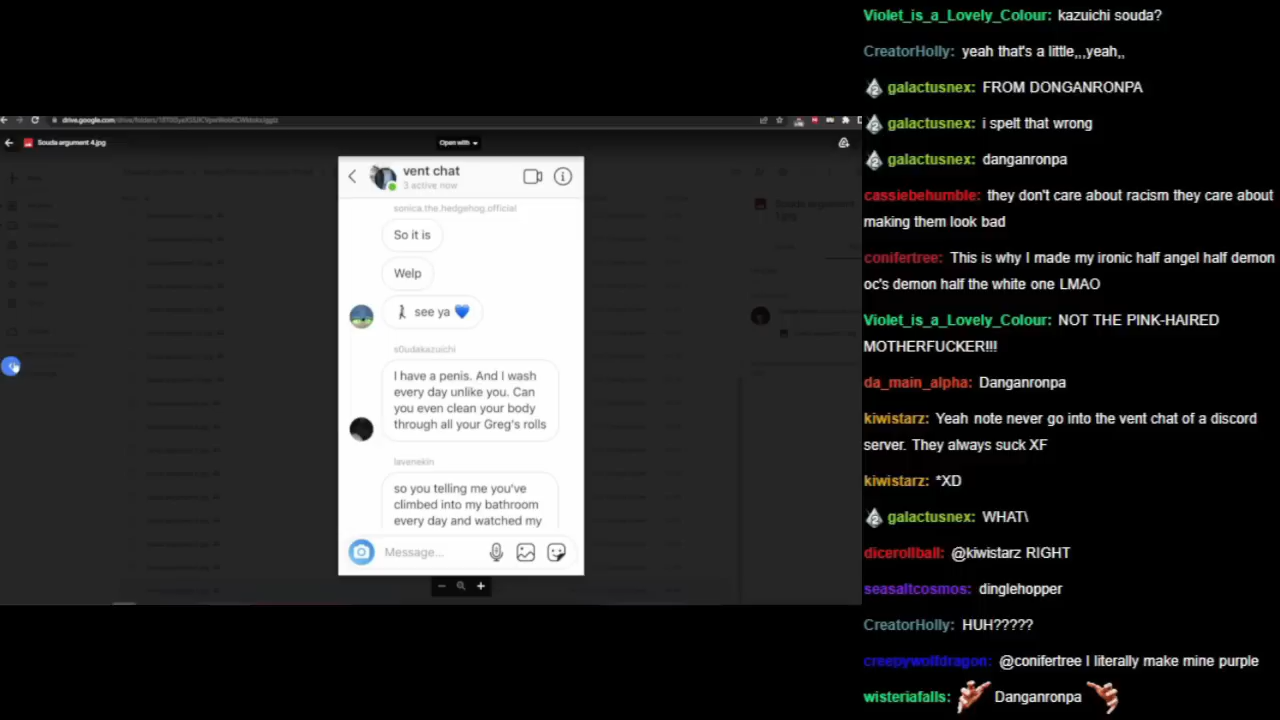 drive.google.com
Souda argument 4.jpg
Open with
vent chat
3 active now
sonica.the.hedgehog.official
So it is
Welp
see ya 💙
s0udakazuichi
I have a penis. And I wash
every day unlike you. Can
you even clean your body
through all your Greg's rolls
lavenekin
so you telling me you've
climbed into my bathroom
every day and watched my
Message...
Violet_is_a_Lovely_Colour: kazuichi souda?
CreatorHolly: yeah that's a little,,,yeah,,
galactusnex: FROM DONGANRONPA
galactusnex: i spelt that wrong
galactusnex: danganronpa
cassiebehumble: they don't care about racism they care about
making them look bad
conifertree: This is why I made my ironic half angel half demon
oc's demon half the white one LMAO
Violet_is_a_Lovely_Colour: NOT THE PINK-HAIRED
MOTHERFUCKER!!!
da_main_alpha: Danganronpa
kiwistarz: Yeah note never go into the vent chat of a discord
server. They always suck XF
kiwistarz: *XD
galactusnex: WHAT\
dicerollball: @kiwistarz RIGHT
seasaltcosmos: dinglehopper
CreatorHolly: HUH?????
creepywolfdragon: @conifertree I literally make mine purple
wisteriafalls: Danganronpa